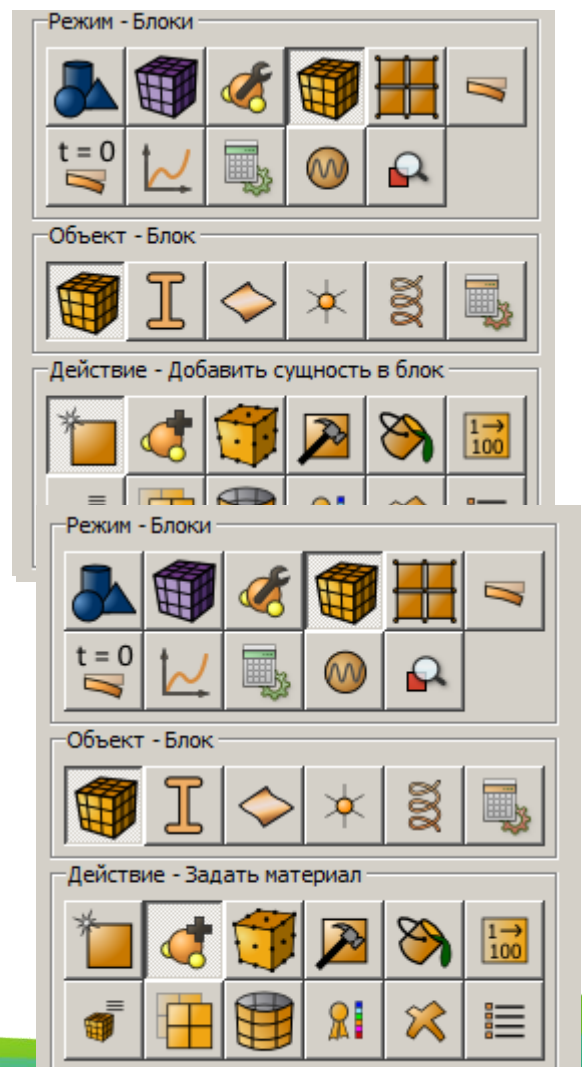 Режим - Блоки
t = 0
Объект - Блок
Действие - Добавить сущность в блок
1→
100
Режим - Блоки
t = 0
Объект - Блок
Действие - Задать материал
1→
100